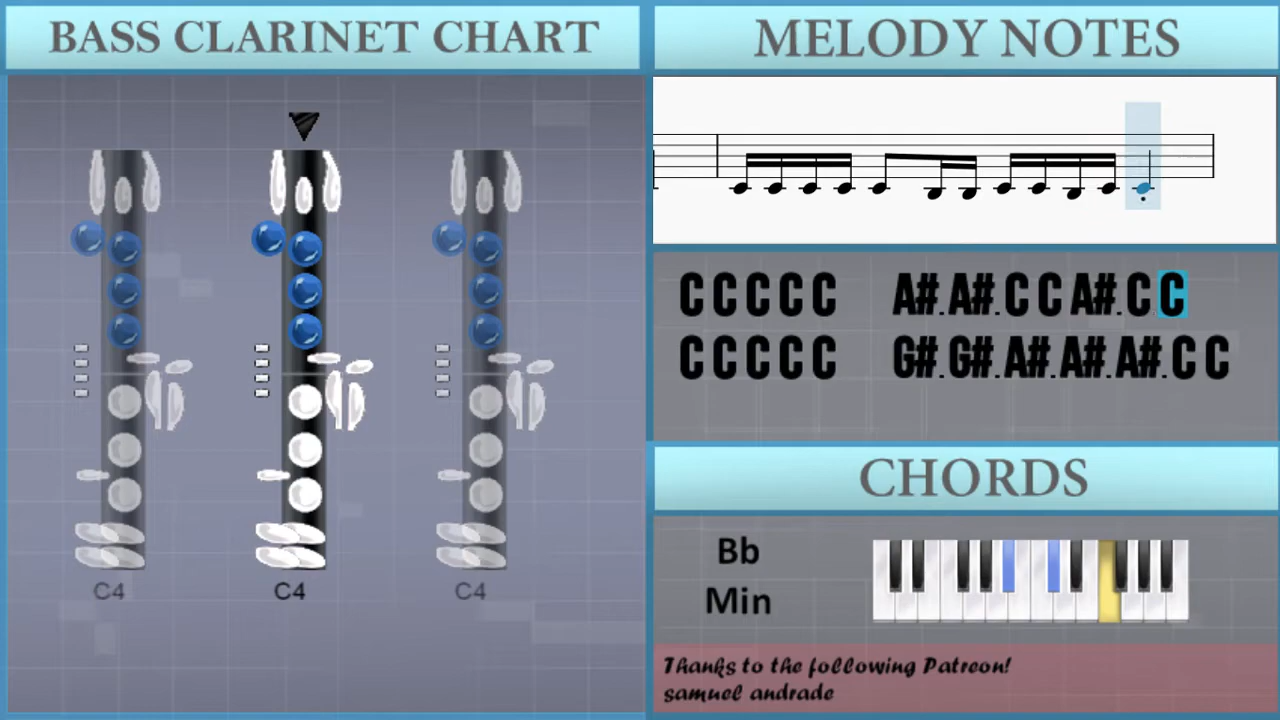 BASS CLARINET CHART
C4 C4 C4
MELODY NOTES
C C C C C A#. A#. C C A#. C C
C C C C C G#. G#. A#. A#. A#. C C
CHORDS
Bb
Min
Thanks to the following Patreon!
samuel andrade